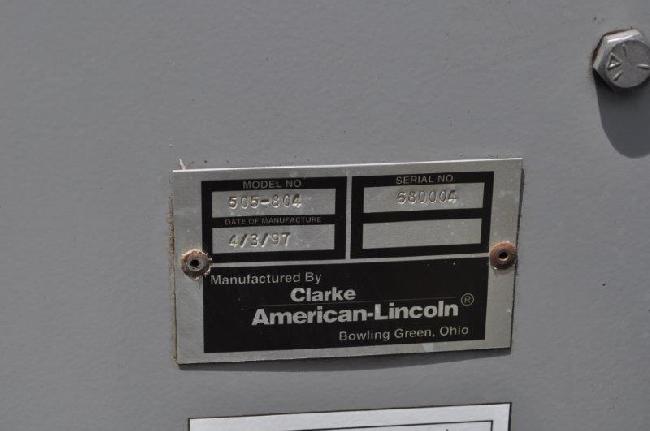 MODEL NO
505-804
DATE OF MANUFACTURE
4/3/97
SERIAL NO
680004
Manufactured By
Clarke
American-Lincoln®
Bowling Green, Ohio